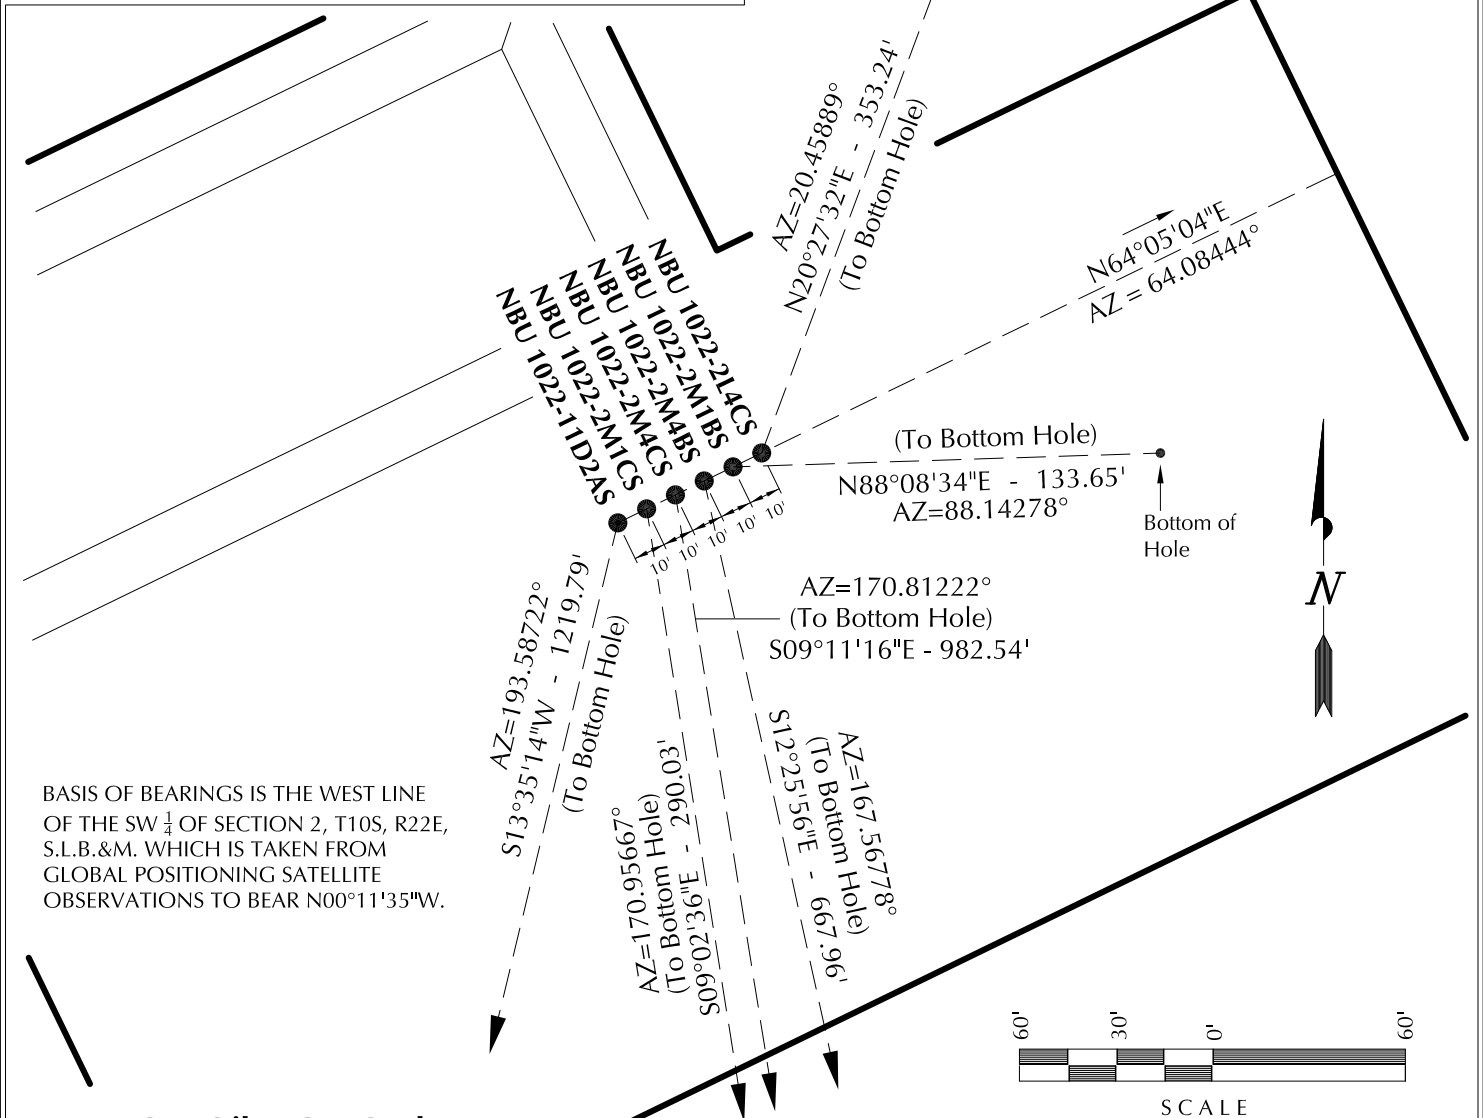 AZ=20.45889°
N20°27'32"E - 353.24'
(To Bottom Hole)
N64°05'04"E
AZ = 64.08444°
NBU 1022-11D2AS
NBU 1022-2M1CS
NBU 1022-2M4CS
NBU 1022-2M4BS
NBU 1022-2M1BS
NBU 1022-2L4CS
(To Bottom Hole)
N88°08'34"E - 133.65'
AZ=88.14278°
Bottom of
Hole
10'
10'
10'
10'
10'
N
AZ=170.81222°
(To Bottom Hole)
S09°11'16"E - 982.54'
AZ=193.58722°
S13°35'14"W - 1219.79'
(To Bottom Hole)
AZ=170.95667°
(To Bottom Hole)
S09°02'36"E - 290.03'
AZ=167.56778°
(To Bottom Hole)
S12°25'56"E - 667.96'
BASIS OF BEARINGS IS THE WEST LINE
OF THE SW 1/4 OF SECTION 2, T10S, R22E,
S.L.B.&M. WHICH IS TAKEN FROM
GLOBAL POSITIONING SATELLITE
OBSERVATIONS TO BEAR N00°11'35"W.
60' 30' 0' 60'
SCALE